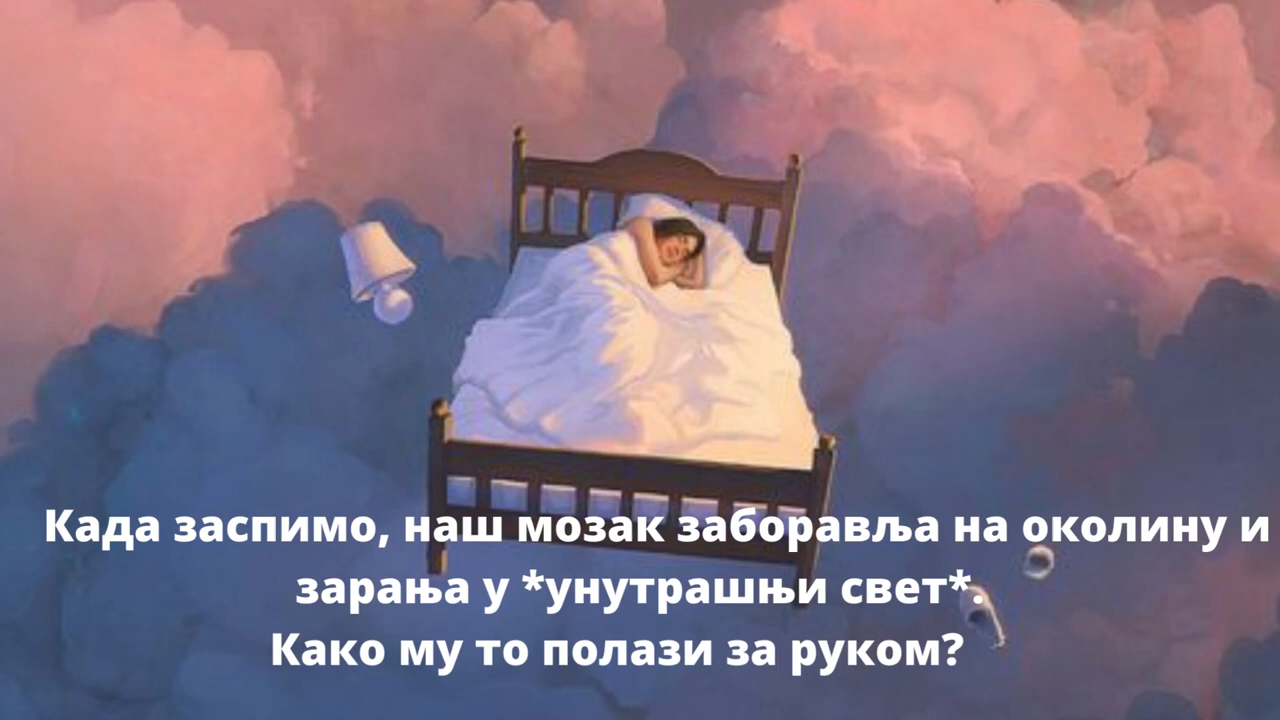 Када заспимо, наш мозак заборавља на околину и
зарања у *унутрашњи свет*.
Како му то полази за руком?